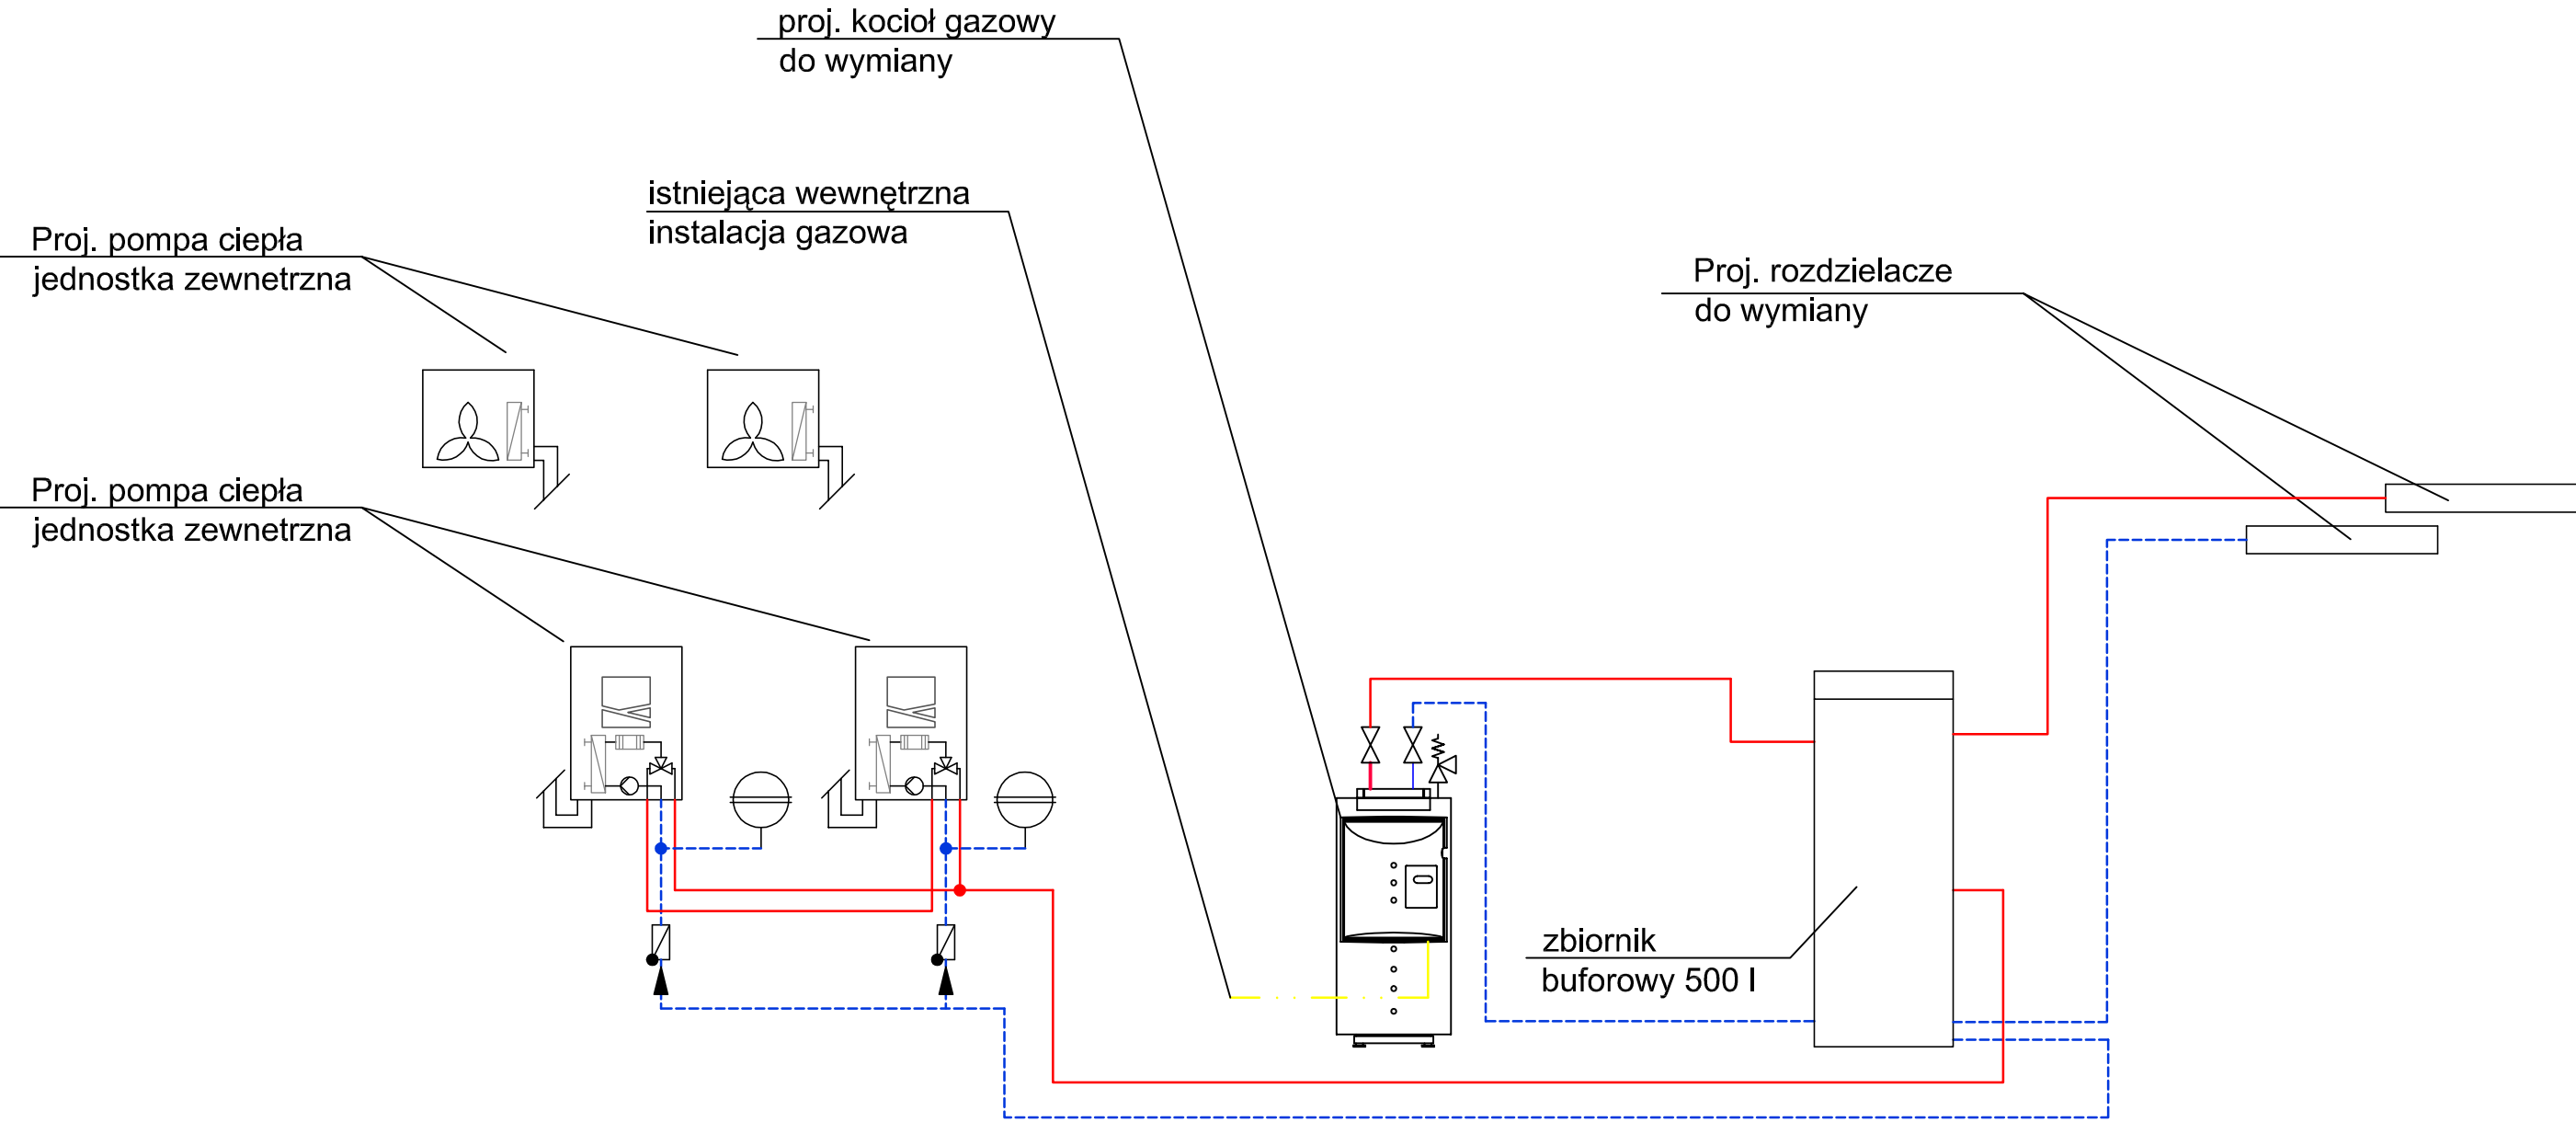 proj. kocioł gazowy
do wymiany
istniejąca wewnętrzna
instalacja gazowa
Proj. pompa ciepła
jednostka zewnetrzna
Proj. rozdzielacze
do wymiany
Proj. pompa ciepła
jednostka zewnetrzna
zbiornik
buforowy 500 l